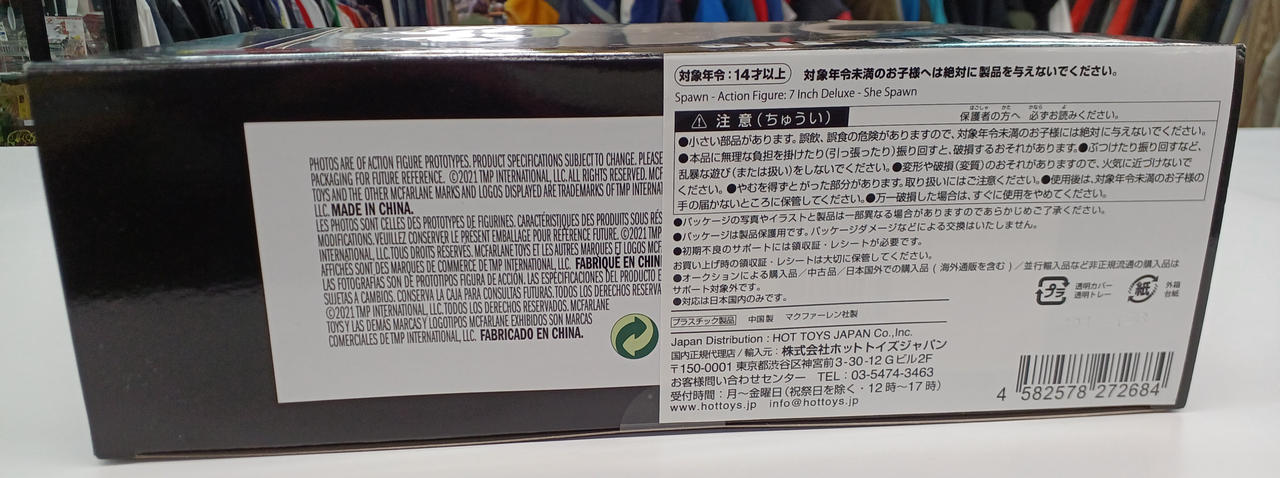 PHOTOS ARE OF ACTION FIGURE PROTOTYPES. PRODUCT SPECIFICATIONS SUBJECT TO CHANGE. PLEASE
PACKAGING FOR FUTURE REFERENCE. ©2021 TMP INTERNATIONAL, LLC. ALL RIGHTS RESERVED. MCF
TOYS AND THE OTHER MCFARLANE MARKS AND LOGOS DISPLAYED ARE TRADEMARKS OF TMP INTERNAT
LLC. MADE IN CHINA.
LES PHOTOS SONT CELLES DES PROTOTYPES DE FIGURINES. CARACTÉRISTIQUES DES PRODUITS SOUS RÉS
MODIFICATIONS. VEUILLEZ CONSERVER LE PRÉSENT EMBALLAGE POUR RÉFÉRENCE FUTURE. ©2021 TMP
INTERNATIONAL, LLC. TOUS DROITS RÉSERVÉS. MCFARLANE TOYS ET LES AUTRES MARQUES ET LOGOS MCF
AFFICHÉS SONT DES MARQUES DE COMMERCE DE TMP INTERNATIONAL, LLC. FABRIQUÉ EN CHIN
LAS FOTOGRAFÍAS SON DE PROTOTIPOS FIGURA DE ACCIÓN. LAS ESPECIFICACIONES DEL PRODUCTO E
SUJETAS A CAMBIOS. CONSERVA LA CAJA PARA CONSULTAS FUTURAS. TODOS LOS DERECHOS RESERVA
©2021 TMP INTERNATIONAL, LLC. TODOS LOS DERECHOS RESERVADOS. MCFARLANE
TOYS Y LAS DEMAS MARCAS Y LOGOTIPOS MCFARLANE EXHIBIDOS SON MARCAS
COMERCIALES DE TMP INTERNATIONAL, LLC. FABRICADO EN CHINA.
対象年令:14才以上 対象年令未満のお子様へは絶対に製品を与えないでください。
Spawn - Action Figure: 7 Inch Deluxe - She Spawn
⚠ 注意(ちゅうい) 保護者の方へ 必ずお読みください。
●小さい部品があります。誤飲、誤食の危険がありますので、対象年令未満のお子様には絶対に与えないでください。
●本品に無理な負担を掛けたり(引っ張ったり)振り回すと、破損するおそれがあります。●ぶつけたり振り回すなど、
乱暴な遊び(または扱い)をしないでください。●変形や破損(変質)のおそれがありますので、火気に近づけないで
ください。●やむを得ずとがった部分があります。取り扱いにはご注意ください。●使用後は、対象年令未満のお子様の
手の届かないところに保管してください。●万一破損した場合は、すぐに使用をやめてください。
●パッケージの写真やイラストと製品は一部異なる場合がありますのであらかじめご了承ください。
●パッケージは製品保護用です。パッケージダメージなどによる交換はいたしません。
●初期不良のサポートには領収証・レシートが必要です。
お買い上げ時の領収証・レシートは大切に保管してください。
●オークションによる購入品/中古品/日本国外での購入品(海外通販を含む)/並行輸入品など非正規流通の購入品は
サポート対象外です。
●対応は日本国内のみです。
プラ 透明カバー 透明トレー 紙 外箱 台紙
プラスチック製品 中国製 マクファーレン社製
Japan Distribution : HOT TOYS JAPAN Co.,Inc.
国内正規代理店/輸入元:株式会社ホットトイズジャパン
〒150-0001 東京都渋谷区神宮前3-30-12 Gビル2F
お客様問い合わせセンター TEL:03-5474-3463
受付時間:月~金曜日(祝祭日を除く・12時~17時)
www.hottoys.jp info@hottoys.jp
4 582578 272684